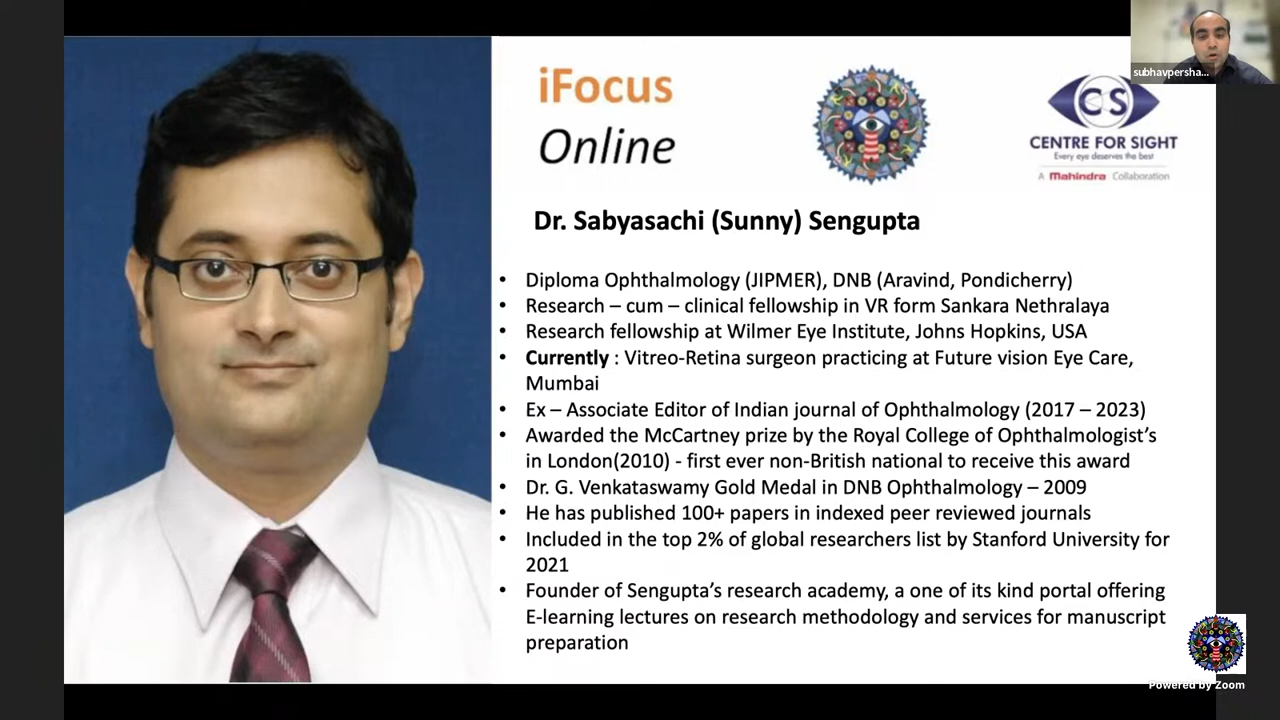 iFocus
Online
CS
CENTRE FOR SIGHT
Every eye deserves the best
A Mahindra Collaboration
subhavpersha...
Dr. Sabyasachi (Sunny) Sengupta
• Diploma Ophthalmology (JIPMER), DNB (Aravind, Pondicherry)
• Research – cum – clinical fellowship in VR form Sankara Nethralaya
• Research fellowship at Wilmer Eye Institute, Johns Hopkins, USA
• Currently : Vitreo-Retina surgeon practicing at Future vision Eye Care,
Mumbai
• Ex – Associate Editor of Indian journal of Ophthalmology (2017 – 2023)
• Awarded the McCartney prize by the Royal College of Ophthalmologist's
in London(2010) - first ever non-British national to receive this award
• Dr. G. Venkataswamy Gold Medal in DNB Ophthalmology – 2009
• He has published 100+ papers in indexed peer reviewed journals
• Included in the top 2% of global researchers list by Stanford University for
2021
• Founder of Sengupta's research academy, a one of its kind portal offering
E-learning lectures on research methodology and services for manuscript
preparation
Powered by Zoom